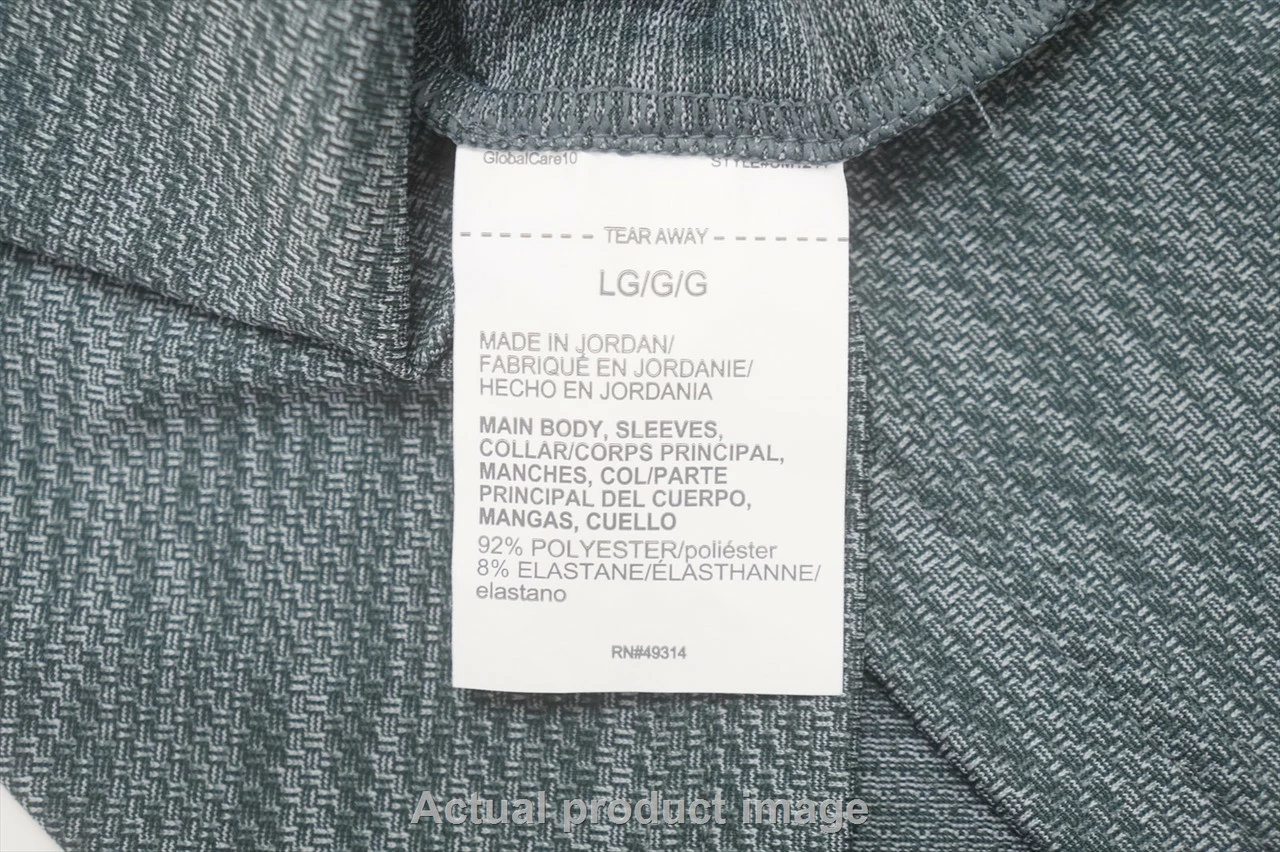 GlobalCare10
TEAR AWAY
LG/G/G
MADE IN JORDAN/
FABRIQUÉ EN JORDANIE/
HECHO EN JORDANIA
MAIN BODY, SLEEVES,
COLLAR/CORPS PRINCIPAL,
MANCHES, COL/PARTE
PRINCIPAL DEL CUERPO,
MANGAS, CUELLO
92% POLYESTER/poliéster
8% ELASTANE/ÉLASTHANNE/
elastano
RN#49314
Actual product image